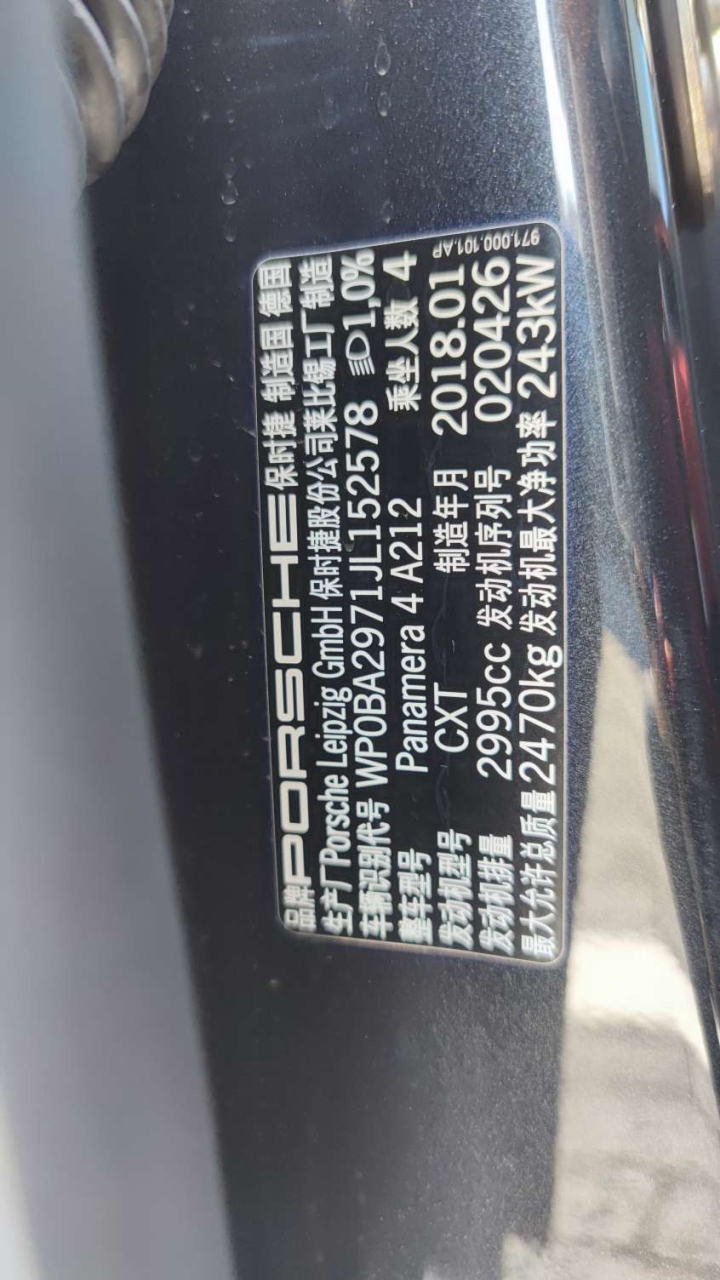 971.000.101.AP
品牌 PORSCHE 保时捷 制造国 德国
生产厂 Porsche Leipzig GmbH 保时捷股份公司莱比锡工厂 制造
车辆识别代号 WP0BA2971JL152578 1,0%
整车型号 Panamera 4 A212 乘坐人数 4
发动机型号 CXT 制造年月 2018.01
发动机排量 2995cc 发动机序列号 020426
最大允许总质量 2470kg 发动机最大净功率 243kW